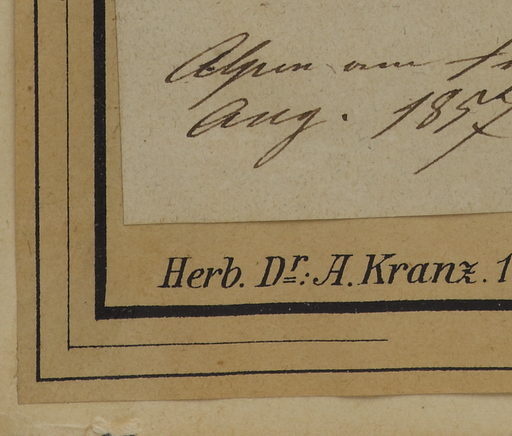 Alpen am
Aug. 1857
Herb. Dr.: A. Kranz. 1